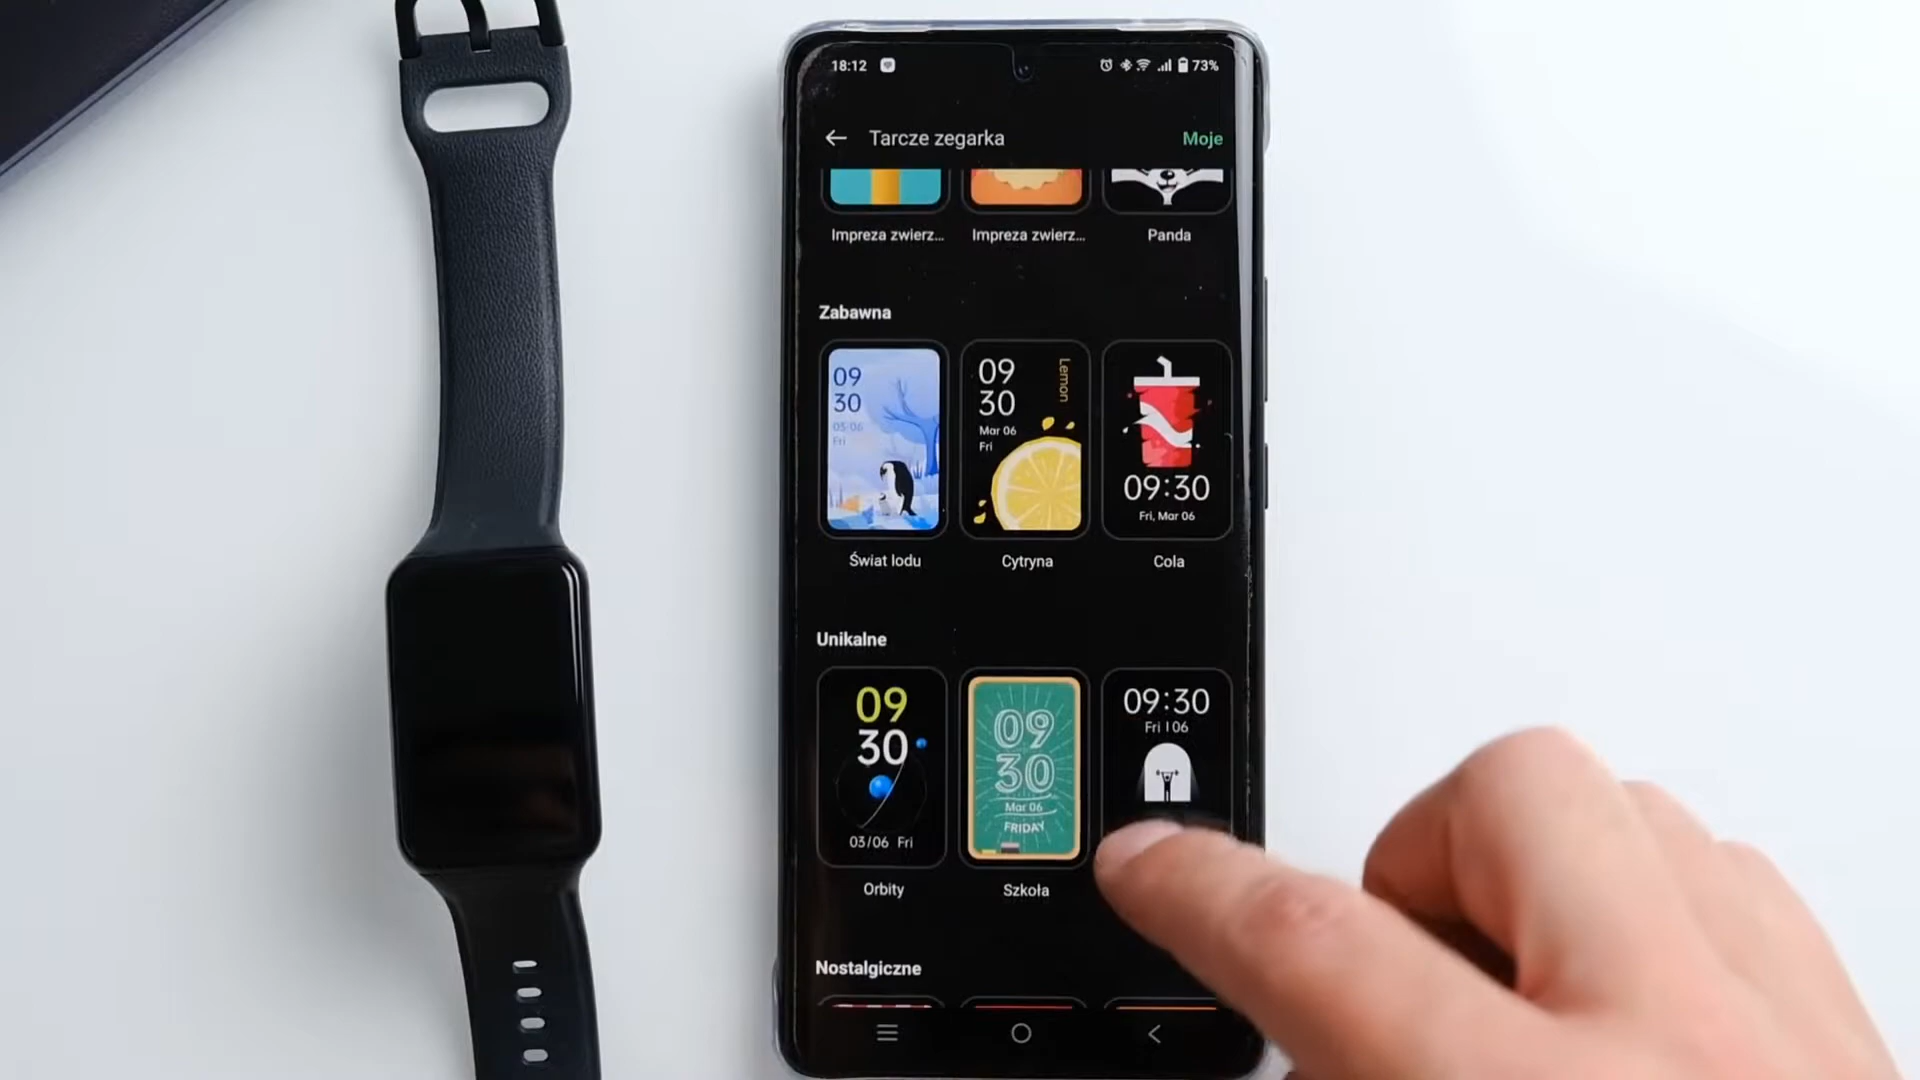 18:12
73%
Tarcze zegarka
Moje
Impreza zwierz...
Impreza zwierz...
Panda
Zabawna
09
30
03-06
Fri
09
30
Mar 06
Fri
Lemon
09:30
Fri, Mar 06
Świat lodu
Cytryna
Cola
Unikalne
09
30
03/06 Fri
09
30
Mar 06
FRIDAY
09:30
Fri | 06
Orbity
Szkoła
Nostalgiczne